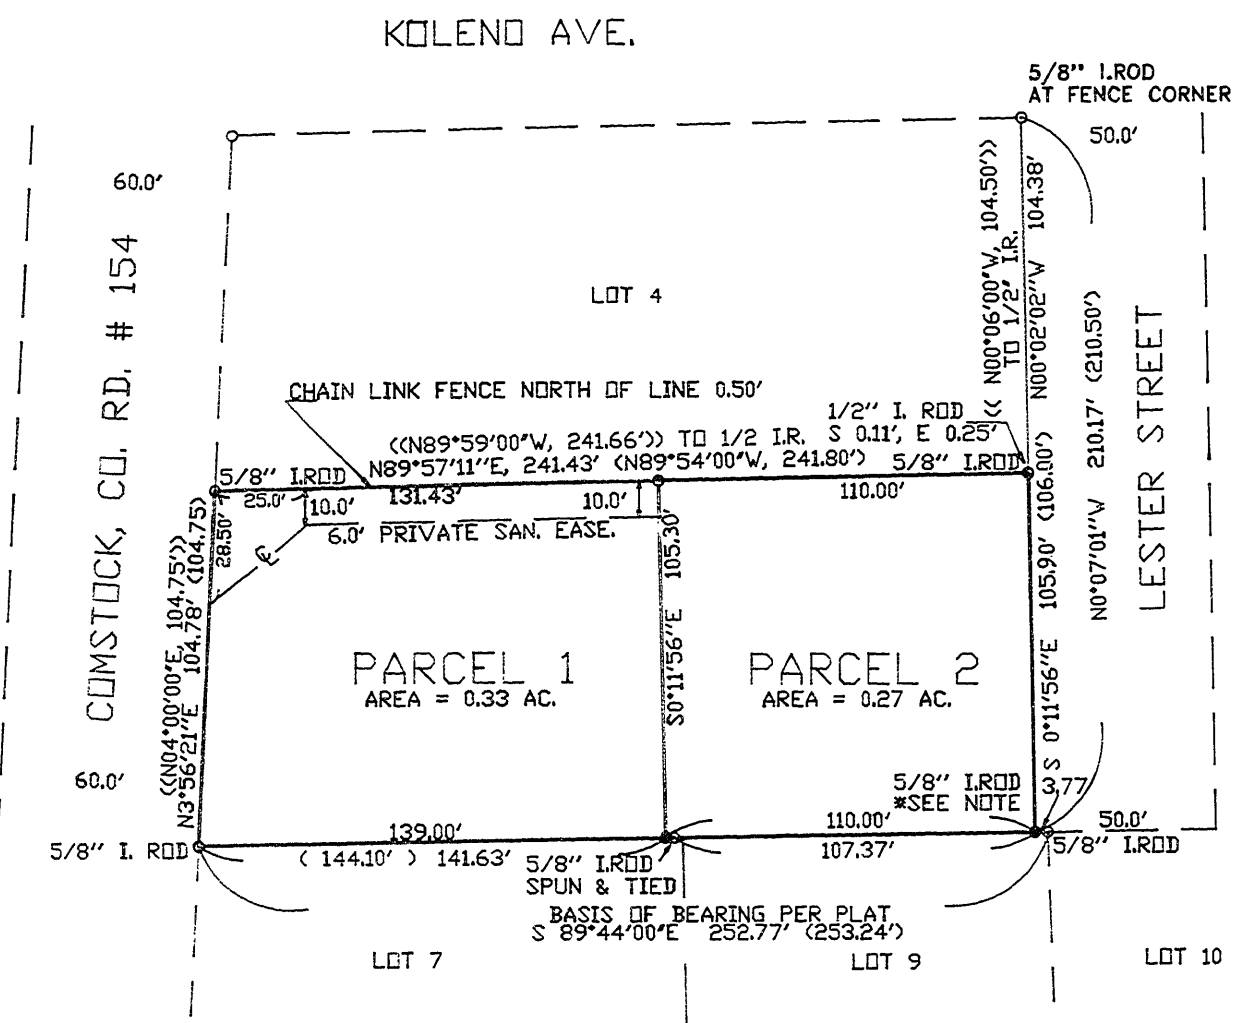 KOLENO AVE.
5/8" I.ROD
AT FENCE CORNER
50.0'
60.0'
COMSTOCK, CO. RD. # 154
LOT 4
<< N00°06'00"W, 104.50'>>
TO 1/2" I.R.
N00°02'02"W 104.38'
N0°07'01"W 210.17' (210.50')
LESTER STREET
CHAIN LINK FENCE NORTH OF LINE 0.50'
1/2" I. ROD
<<N89°59'00"W, 241.66'>> TO 1/2 I.R. S 0.11', E 0.25'
N89°57'11"E, 241.43' (N89°54'00"W, 241.80')
5/8" I.ROD
5/8" I.ROD
25.0'
10.0'
131.43'
10.0'
110.00'
6.0' PRIVATE SAN. EASE.
28.50'
℄
<<N04°00'00"E, 104.75'>>
N3°56'21"E 104.78' (104.75)
S0°11'56"E 105.30'
S 0°11'56"E 105.90' (106.00')
PARCEL 1
AREA = 0.33 AC.
PARCEL 2
AREA = 0.27 AC.
60.0'
5/8" I.ROD
*SEE NOTE
3.77
139.00'
110.00'
50.0'
5/8" I. ROD
( 144.10' ) 141.63'
107.37'
5/8" I.ROD
5/8" I.ROD
SPUN & TIED
BASIS OF BEARING PER PLAT
S 89°44'00"E 252.77' (253.24')
LOT 7
LOT 9
LOT 10